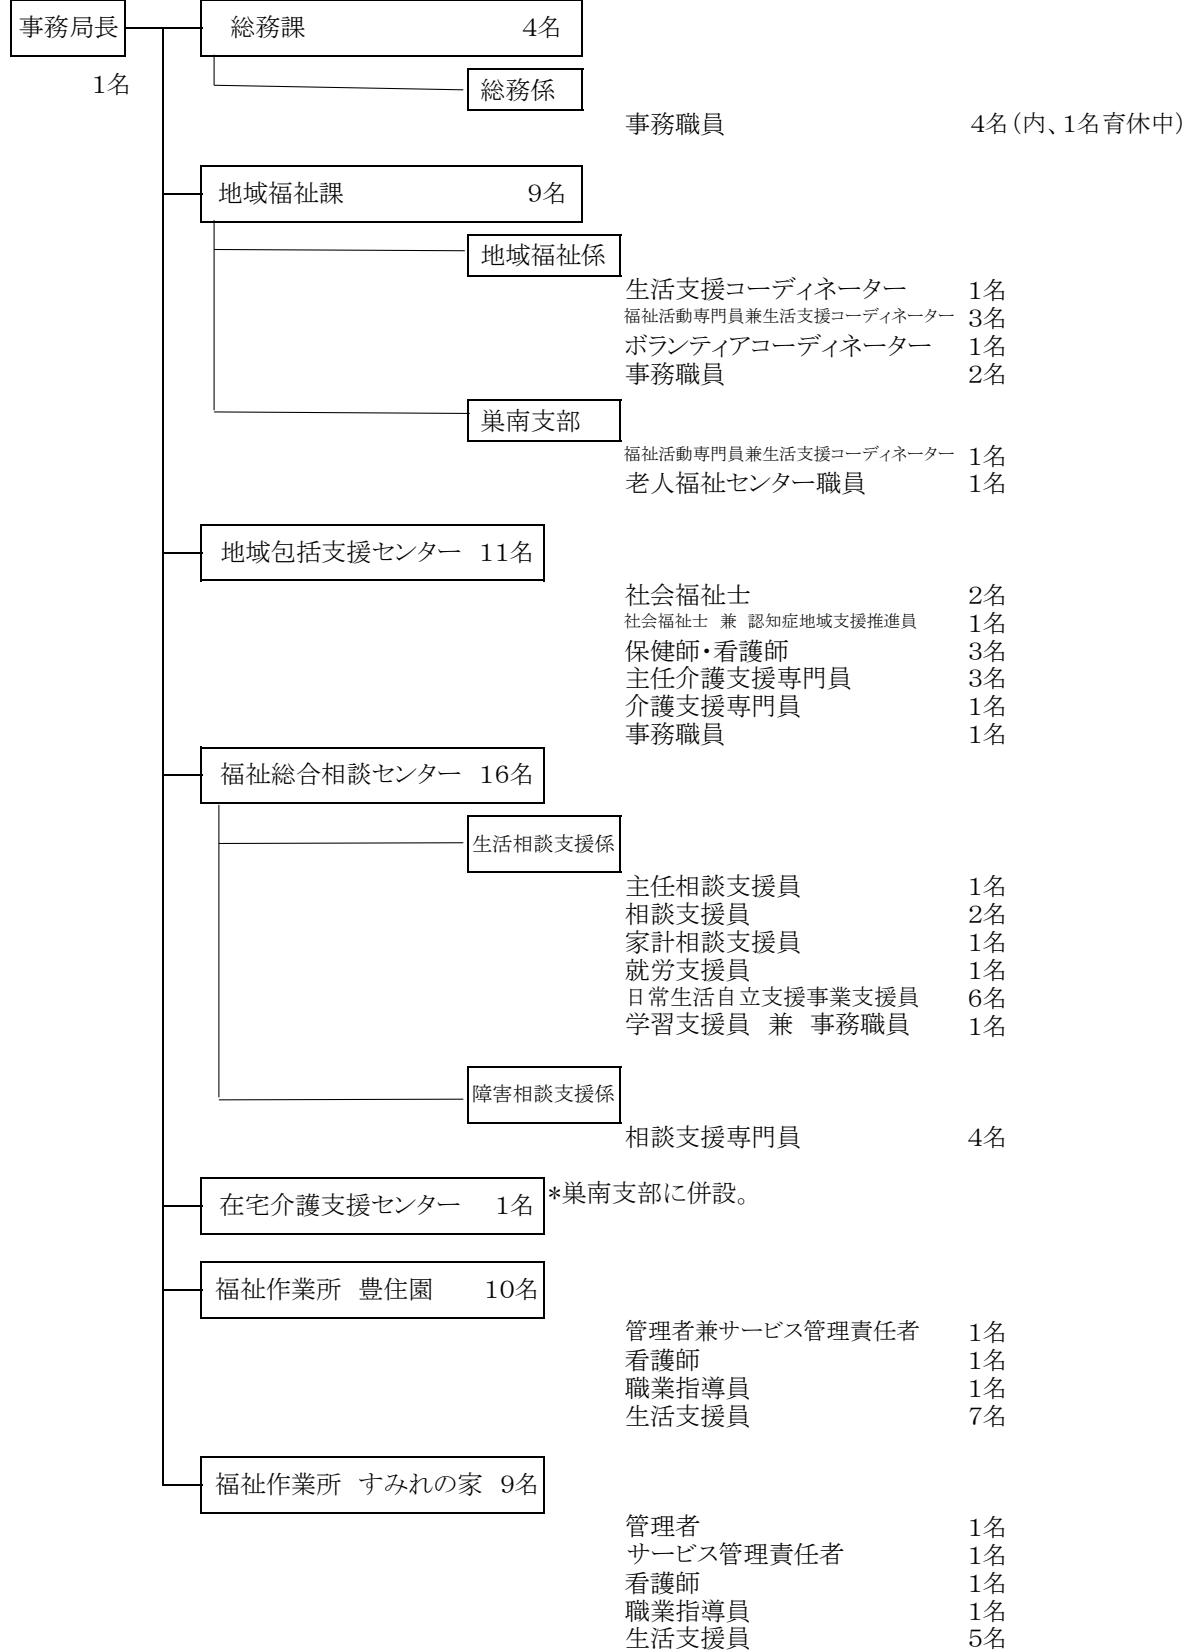 事務局長
1名
総務課 4名
総務係
事務職員 4名(内、1名育休中)
地域福祉課 9名
地域福祉係
生活支援コーディネーター 1名
福祉活動専門員兼生活支援コーディネーター 3名
ボランティアコーディネーター 1名
事務職員 2名
巣南支部
福祉活動専門員兼生活支援コーディネーター 1名
老人福祉センター職員 1名
地域包括支援センター 11名
社会福祉士 2名
社会福祉士 兼 認知症地域支援推進員 1名
保健師・看護師 3名
主任介護支援専門員 3名
介護支援専門員 1名
事務職員 1名
福祉総合相談センター 16名
生活相談支援係
主任相談支援員 1名
相談支援員 2名
家計相談支援員 1名
就労支援員 1名
日常生活自立支援事業支援員 6名
学習支援員 兼 事務職員 1名
障害相談支援係
相談支援専門員 4名
在宅介護支援センター 1名 *巣南支部に併設。
福祉作業所 豊住園 10名
管理者兼サービス管理責任者 1名
看護師 1名
職業指導員 1名
生活支援員 7名
福祉作業所 すみれの家 9名
管理者 1名
サービス管理責任者 1名
看護師 1名
職業指導員 1名
生活支援員 5名